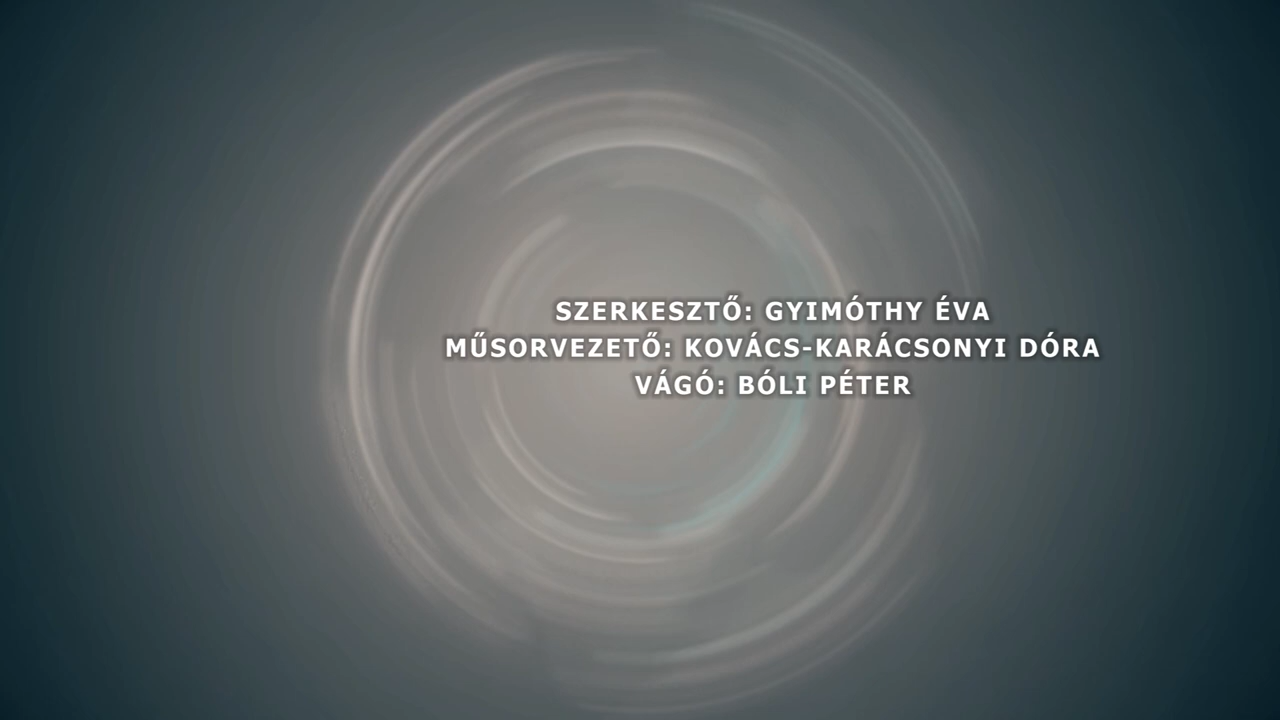 SZERKESZTŐ: GYIMÓTHY ÉVA
MŰSORVEZETŐ: KOVÁCS-KARÁCSONYI DÓRA
VÁGÓ: BÓLI PÉTER